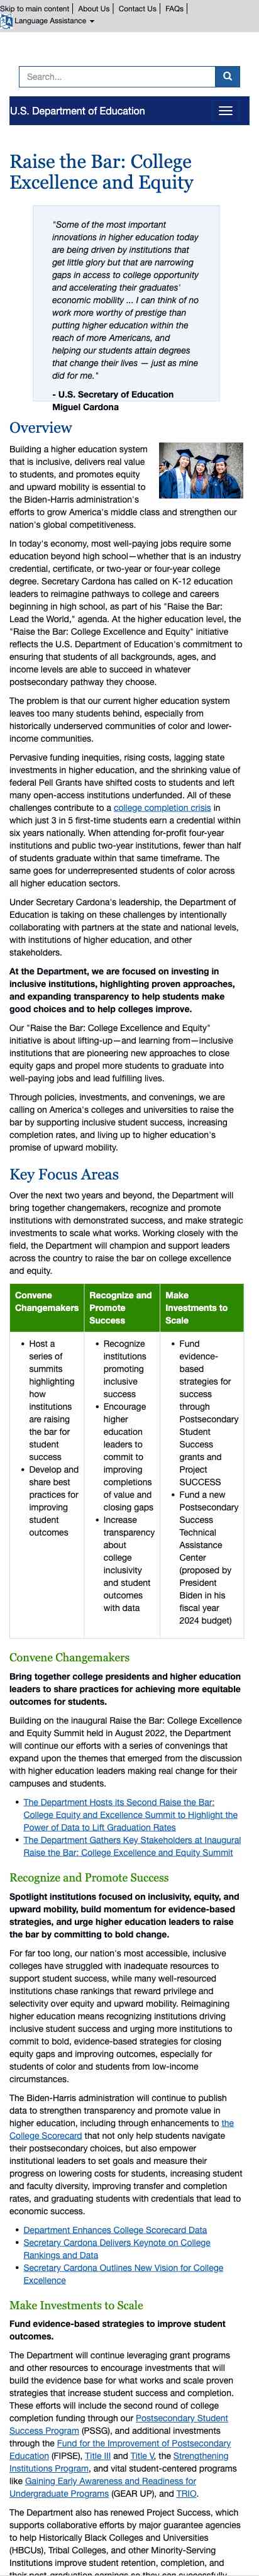 Skip to main content | About Us | Contact Us | FAQs |
Language Assistance
Search...
U.S. Department of Education
Raise the Bar: College
Excellence and Equity
"Some of the most important
innovations in higher education today
are being driven by institutions that
get little glory but that are narrowing
gaps in access to college opportunity
and accelerating their graduates'
economic mobility ... I can think of no
work more worthy of prestige than
putting higher education within the
reach of more Americans, and
helping our students attain degrees
that change their lives — just as mine
did for me."
- U.S. Secretary of Education
Miguel Cardona
Overview
Building a higher education system
that is inclusive, delivers real value
to students, and promotes equity
and upward mobility is essential to
the Biden-Harris administration's
efforts to grow America's middle class and strengthen our
nation's global competitiveness.
In today's economy, most well-paying jobs require some
education beyond high school—whether that is an industry
credential, certificate, or two-year or four-year college
degree. Secretary Cardona has called on K-12 education
leaders to reimagine pathways to college and careers
beginning in high school, as part of his "Raise the Bar:
Lead the World," agenda. At the higher education level, the
"Raise the Bar: College Excellence and Equity" initiative
reflects the U.S. Department of Education's commitment to
ensuring that students of all backgrounds, ages, and
income levels are able to succeed in whatever
postsecondary pathway they choose.
The problem is that our current higher education system
leaves too many students behind, especially from
historically underserved communities of color and lower-
income communities.
Pervasive funding inequities, rising costs, lagging state
investments in higher education, and the shrinking value of
federal Pell Grants have shifted costs to students and left
many open-access institutions underfunded. All of these
challenges contribute to a college completion crisis in
which just 3 in 5 first-time students earn a credential within
six years nationally. When attending for-profit four-year
institutions and public two-year institutions, fewer than half
of students graduate within that same timeframe. The
same goes for underrepresented students of color across
all higher education sectors.
Under Secretary Cardona's leadership, the Department of
Education is taking on these challenges by intentionally
collaborating with partners at the state and national levels,
with institutions of higher education, and other
stakeholders.
At the Department, we are focused on investing in
inclusive institutions, highlighting proven approaches,
and expanding transparency to help students make
good choices and to help colleges improve.
Our "Raise the Bar: College Excellence and Equity"
initiative is about lifting-up—and learning from—inclusive
institutions that are pioneering new approaches to close
equity gaps and propel more students to graduate into
well-paying jobs and lead fulfilling lives.
Through policies, investments, and convenings, we are
calling on America's colleges and universities to raise the
bar by supporting inclusive student success, increasing
completion rates, and living up to higher education's
promise of upward mobility.
Key Focus Areas
Over the next two years and beyond, the Department will
bring together changemakers, recognize and promote
institutions with demonstrated success, and make strategic
investments to scale what works. Working closely with the
field, the Department will champion and support leaders
across the country to raise the bar on college excellence
and equity.
Convene
Changemakers
Recognize and
Promote
Success
Make
Investments to
Scale
• Host a
series of
summits
highlighting
how
institutions
are raising
the bar for
student
success
• Develop and
share best
practices for
improving
student
outcomes
• Recognize
institutions
promoting
inclusive
success
• Encourage
higher
education
leaders to
commit to
improving
completions
of value and
closing gaps
• Increase
transparency
about
college
inclusivity
and student
outcomes
with data
• Fund
evidence-
based
strategies for
success
through
Postsecondary
Student
Success
grants and
Project
SUCCESS
• Fund a new
Postsecondary
Success
Technical
Assistance
Center
(proposed by
President
Biden in his
fiscal year
2024 budget)
Convene Changemakers
Bring together college presidents and higher education
leaders to share practices for achieving more equitable
outcomes for students.
Building on the inaugural Raise the Bar: College Excellence
and Equity Summit held in August 2022, the Department
will continue with a series of convenings that
expand upon the themes that emerged from the discussion
with higher education leaders making real change for their
campuses and students.
• The Department Hosts its Second Raise the Bar:
College Equity and Excellence Summit to Highlight the
Power of Data to Lift Graduation Rates
• The Department Gathers Key Stakeholders at Inaugural
Raise the Bar: College Excellence and Equity Summit
Recognize and Promote Success
Spotlight institutions focused on inclusivity, equity, and
upward mobility, build momentum for evidence-based
strategies, and urge higher education leaders to raise
the bar by committing to bold change.
For far too long, our nation's most accessible, inclusive
colleges have struggled with inadequate resources to
support student success, while many well-resourced
institutions chase rankings that reward privilege and
selectivity over equity and upward mobility. Reimagining
higher education means recognizing institutions driving
inclusive student success and urging more institutions to
commit to bold, evidence-based strategies for closing
equity gaps and improving outcomes, especially for
students of color and students from low-income
circumstances.
The Biden-Harris administration will continue to publish
data to strengthen transparency and promote value in
higher education, including through enhancements to the
College Scorecard that not only help students navigate
their postsecondary choices, but also empower
institutional leaders to set goals and measure their
progress on lowering costs for students, increasing student
and faculty diversity, improving transfer and completion
rates, and graduating students with credentials that lead to
economic success.
• Department Enhances College Scorecard Data
• Secretary Cardona Delivers Keynote on College
Rankings and Data
• Secretary Cardona Outlines New Vision for College
Excellence
Make Investments to Scale
Fund evidence-based strategies to improve student
outcomes.
The Department will continue leveraging grant programs
and other resources to encourage investments that will
build the evidence base for what works and scale proven
strategies that increase student success and completion.
These efforts will include the second round of college
completion funding through our Postsecondary Student
Success Program (PSSG), and additional investments
through the Fund for the Improvement of Postsecondary
Education (FIPSE), Title III and Title V, the Strengthening
Institutions Program, and vital student-centered programs
like Gaining Early Awareness and Readiness for
Undergraduate Programs (GEAR UP), and TRIO.
The Department also has renewed Project Success, which
supports collaborative efforts by major guarantee agencies
to help Historically Black Colleges and Universities
(HBCUs), Tribal Colleges, and other Minority-Serving
Institutions improve student retention, completion, and